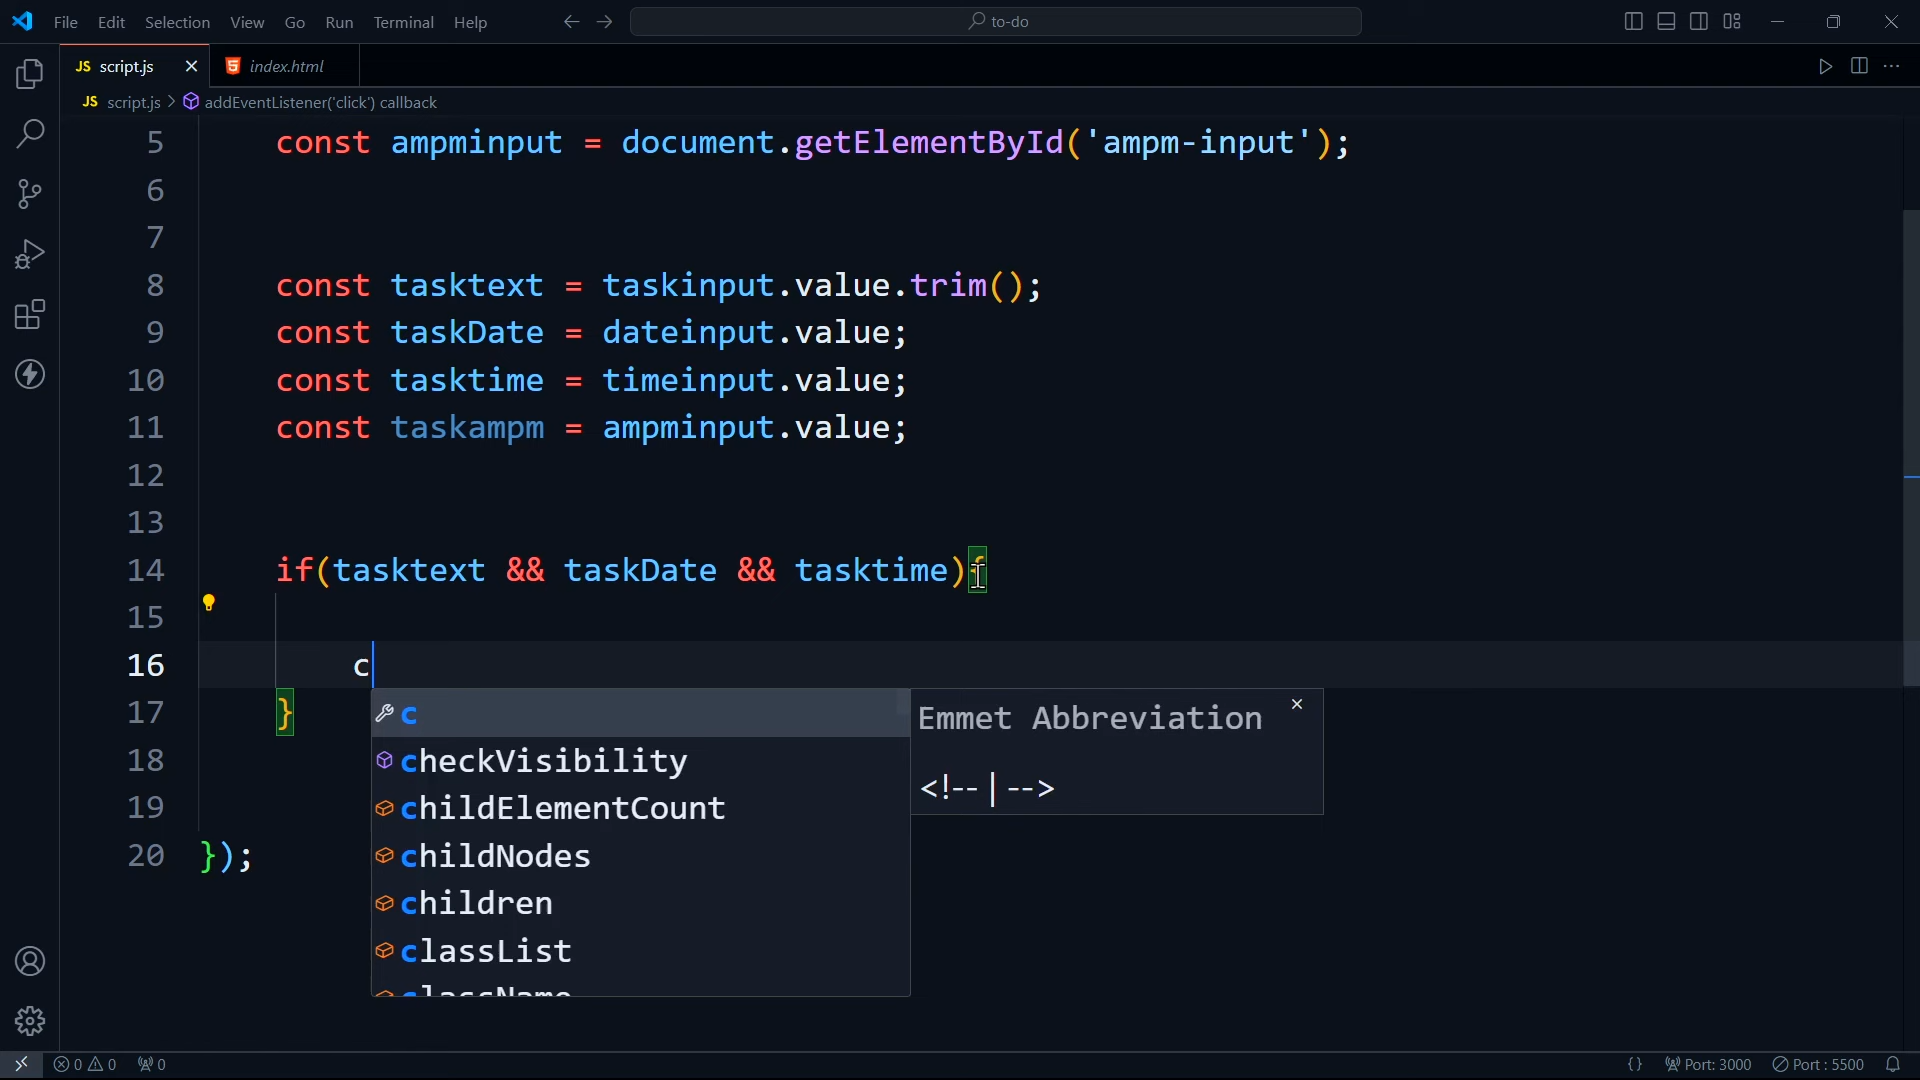 File Edit Selection View Go Run Terminal Help to-do
JS script.js index.html
JS script.js > addEventListener('click') callback
5 const ampminput = document.getElementById('ampm-input');
6
7
8 const tasktext = taskinput.value.trim();
9 const taskDate = dateinput.value;
10 const tasktime = timeinput.value;
11 const taskampm = ampminput.value;
12
13
14 if(tasktext && taskDate && tasktime){
15
16 c
17 }
18
19
20 });
c
checkVisibility
childElementCount
childNodes
children
classList
className
Emmet Abbreviation
<!-- | -->
0 0 0 {} Port: 3000 Port : 5500